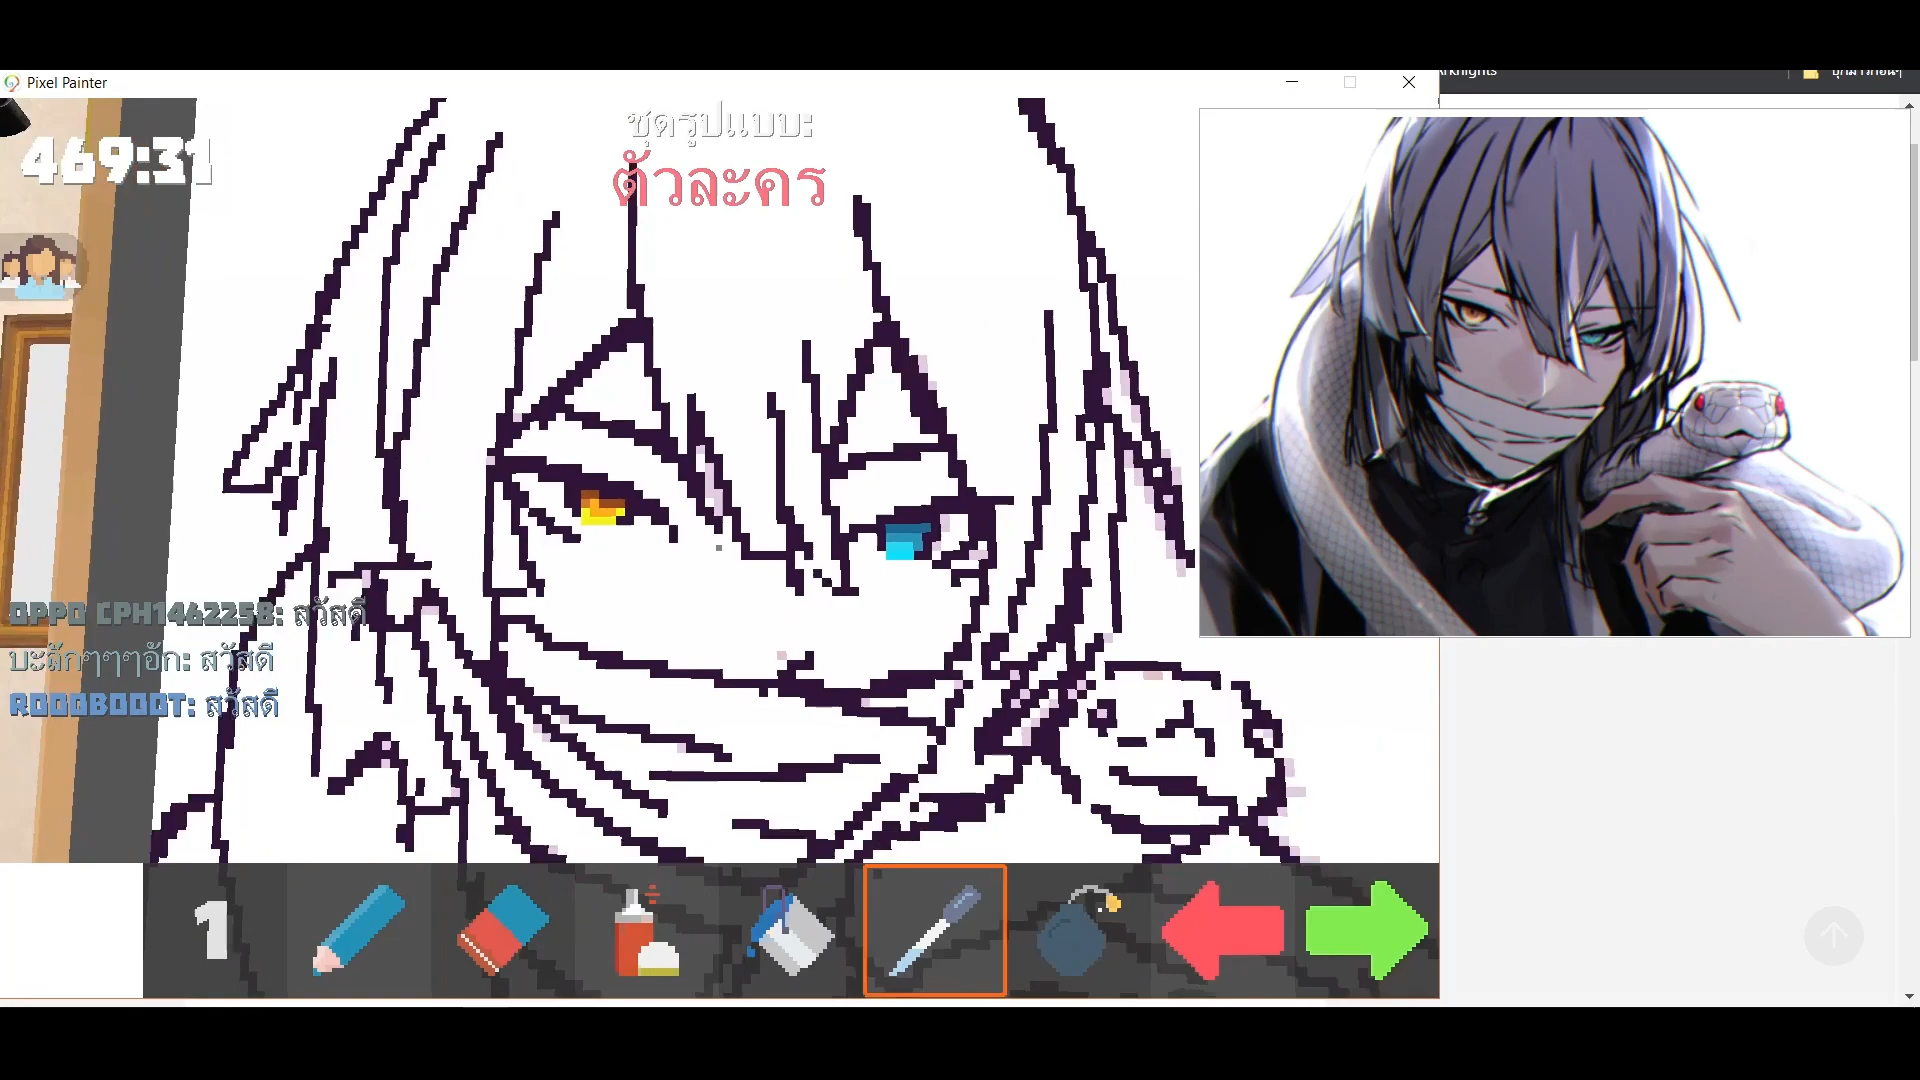 Pixel Painter
Arknights
469:31
ชุดรูปแบบ:
ตัวละคร
OPPO CPH1462258: สวัสดี
บะลึกๆๆๆอัก: สวัสดี
ROOOBOOOT: สวัสดี
1